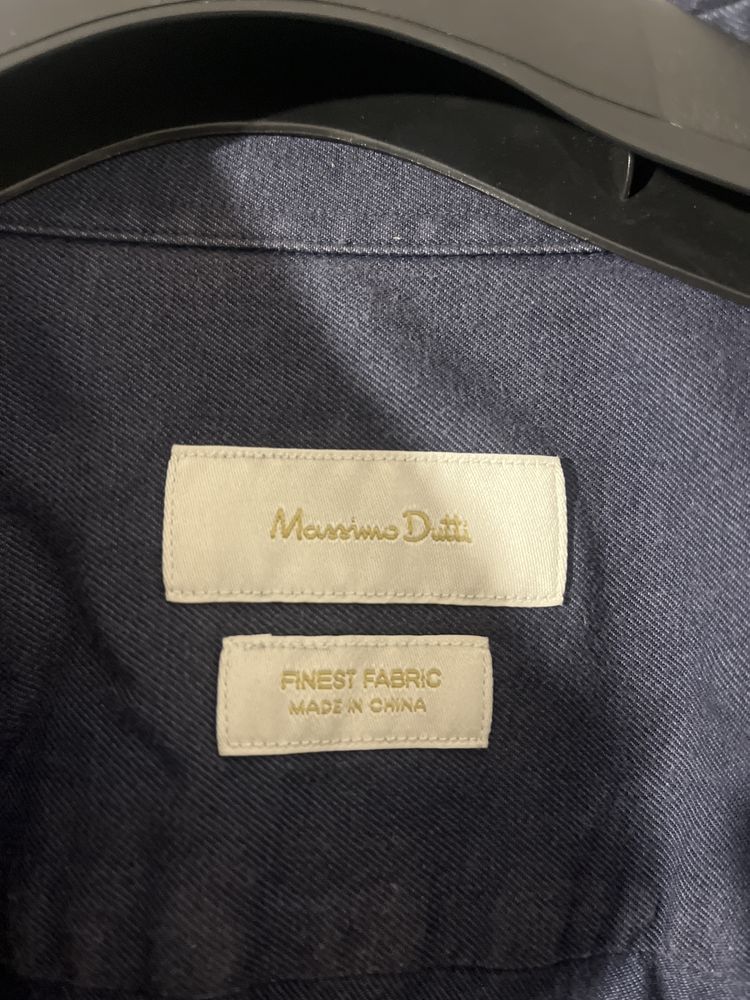 Massimo Dutti
FINEST FABRIC
MADE IN CHINA